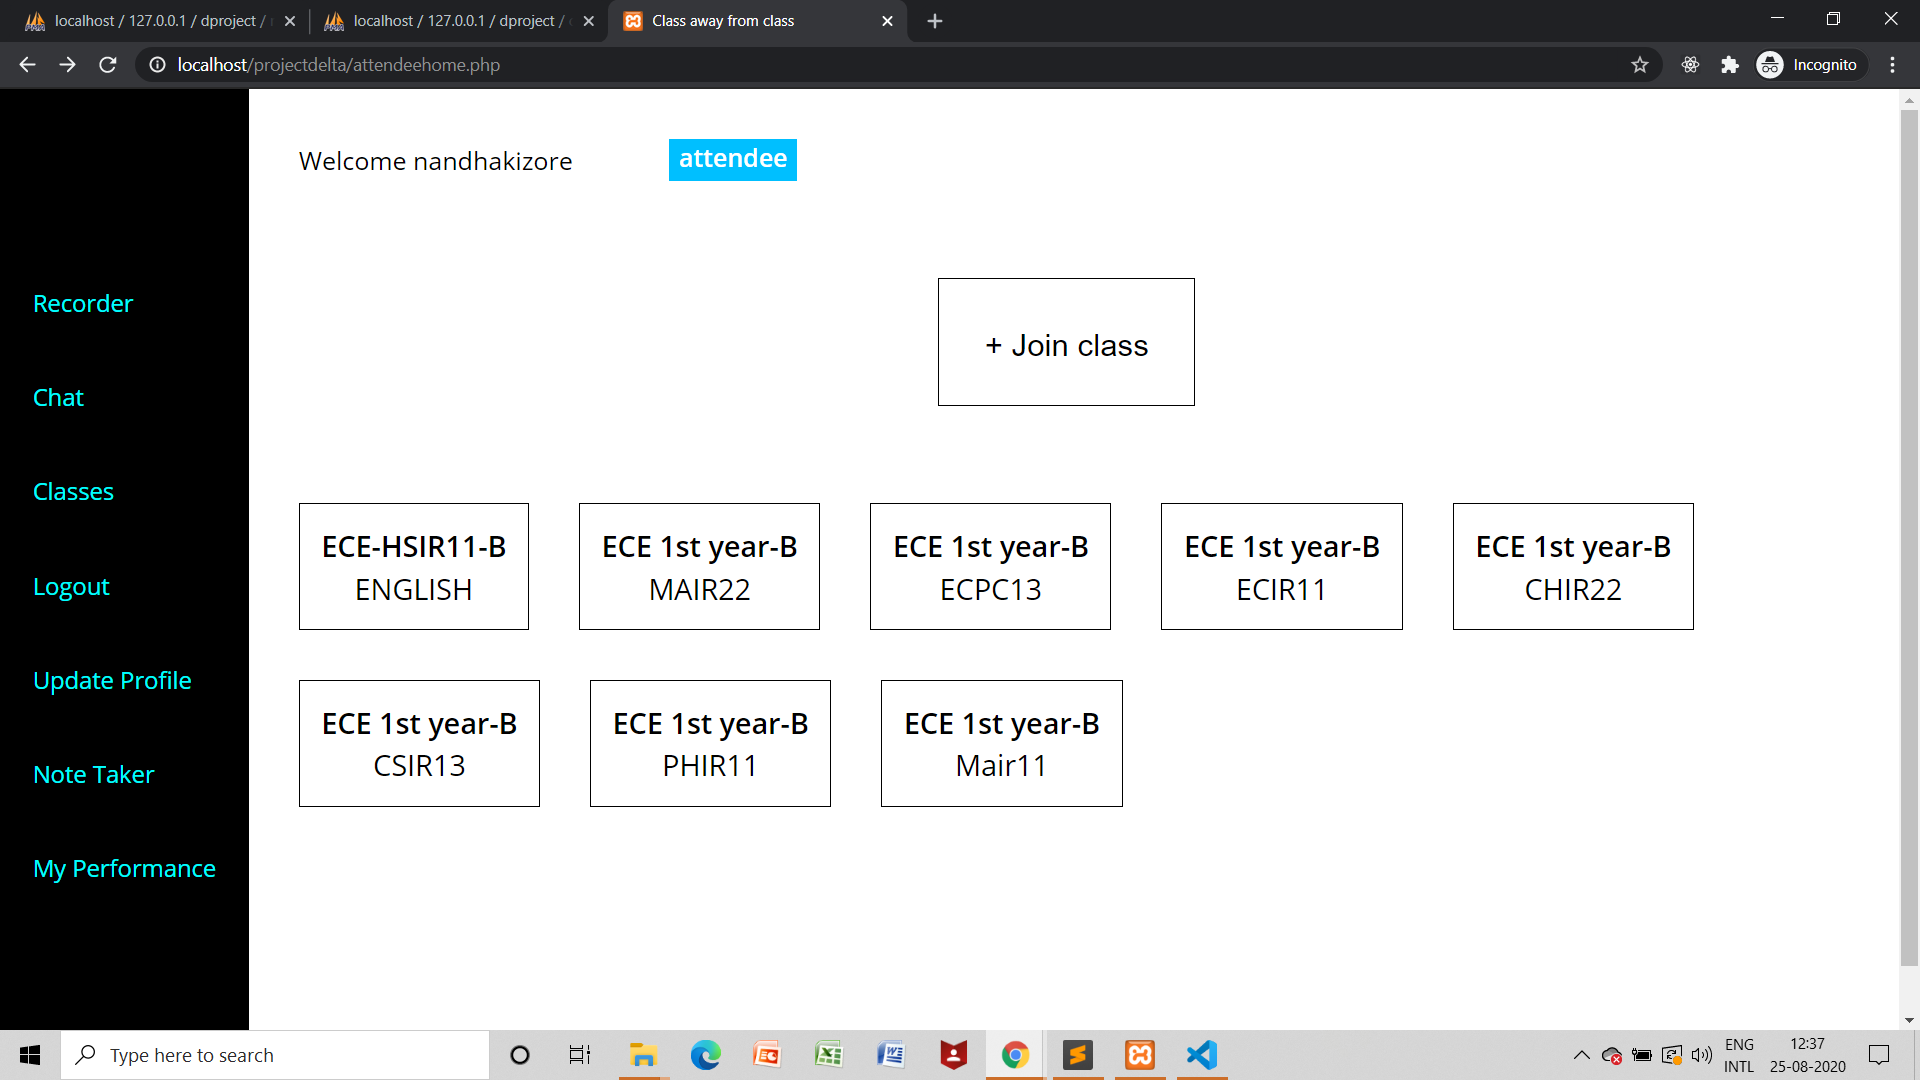 localhost / 127.0.0.1 / dproject /
localhost / 127.0.0.1 / dproject /
Class away from class
localhost/projectdelta/attendeehome.php
Incognito
Welcome nandhakizore
attendee
+ Join class
Recorder
Chat
Classes
Logout
Update Profile
Note Taker
My Performance
ECE-HSIR11-B
ENGLISH
ECE 1st year-B
MAIR22
ECE 1st year-B
ECPC13
ECE 1st year-B
ECIR11
ECE 1st year-B
CHIR22
ECE 1st year-B
CSIR13
ECE 1st year-B
PHIR11
ECE 1st year-B
Mair11
Type here to search
ENG
INTL
12:37
25-08-2020